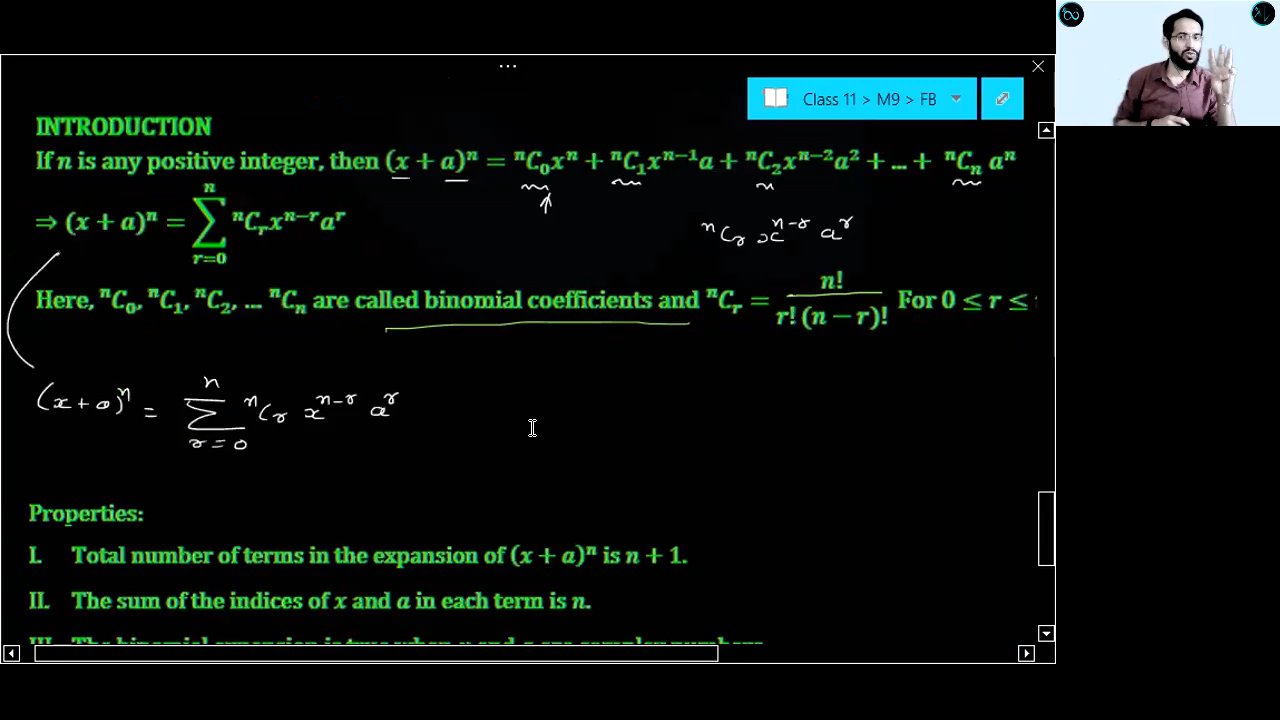 Class 11 > M9 > FB
INTRODUCTION
If n is any positive integer, then (x + a)ⁿ = ⁿC₀xⁿ + ⁿC₁xⁿ⁻¹a + ⁿC₂xⁿ⁻²a² + ... + ⁿCₙ aⁿ
⇒ (x + a)ⁿ = ∑_{r=0}^{n} ⁿCᵣxⁿ⁻ʳaʳ
ⁿCᵣ xⁿ⁻ʳ aʳ
Here, ⁿC₀, ⁿC₁, ⁿC₂, ... ⁿCₙ are called binomial coefficients and ⁿCᵣ = n!/r!(n − r)! For 0 ≤ r ≤
(x + a)ⁿ = ∑_{r=0}^{n} ⁿCᵣ xⁿ⁻ʳ aʳ
Properties:
I. Total number of terms in the expansion of (x + a)ⁿ is n + 1.
II. The sum of the indices of x and a in each term is n.